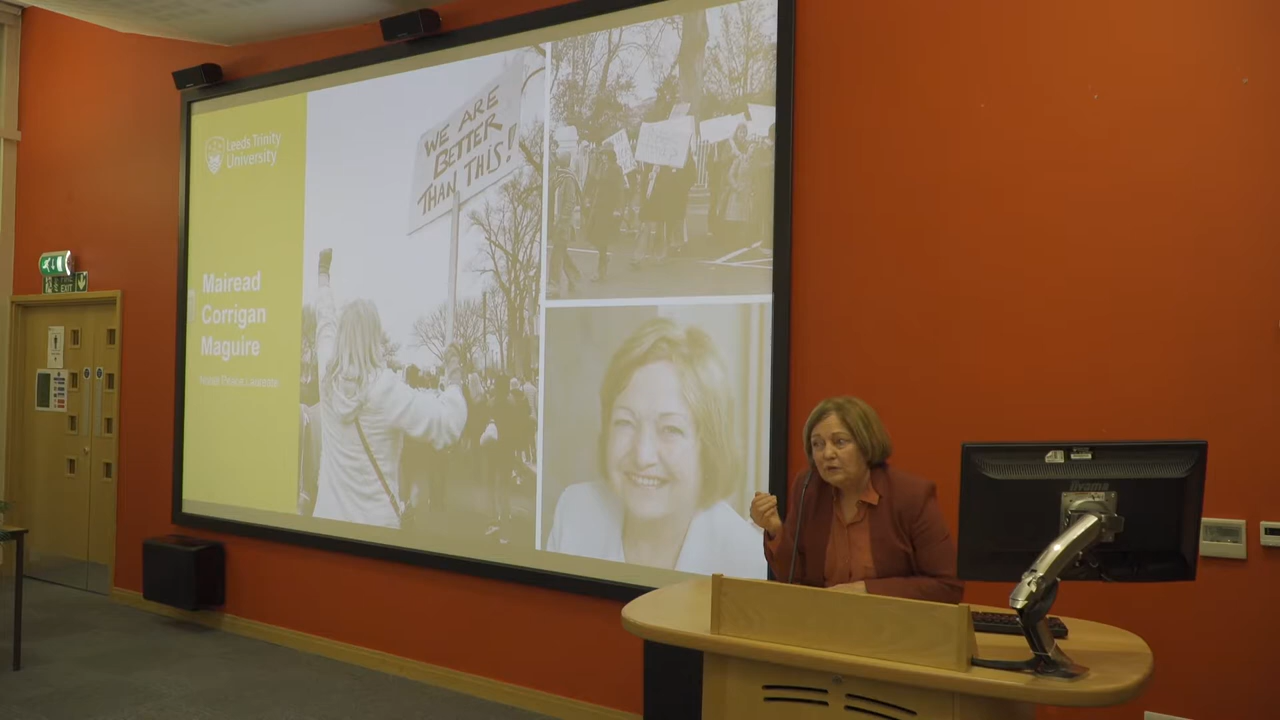 Leeds Trinity
University
WE ARE
BETTER
THAN THIS!
Mairead
Corrigan
Maguire
EXIT
iiyama